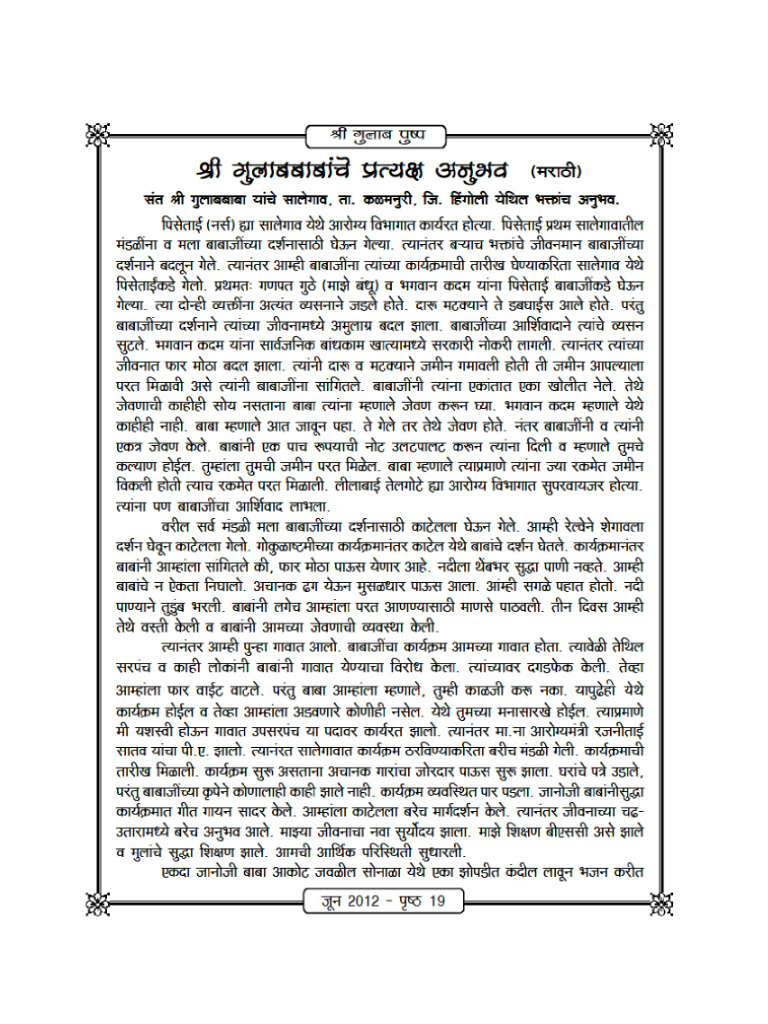 श्री गुलाब पुष्प
श्री गुलाबबाबांचे प्रत्यक्ष अनुभव (मराठी)
संत श्री गुलाबबाबा यांचे सालेगाव, ता. कळमनुरी, जि. हिंगोली येथिल भक्तांच अनुभव.
पिसेताई (नर्स) ह्या सालेगाव येथे आरोग्य विभागात कार्यरत होत्या. पिसेताई प्रथम सालेगावातील
मंडळींना व मला बाबाजींच्या दर्शनासाठी घेऊन गेल्या. त्यानंतर बऱ्याच भक्तांचे जीवनमान बाबाजींच्या
दर्शनाने बदलून गेले. त्यानंतर आम्ही बाबाजींना त्यांच्या कार्यक्रमाची तारीख घेण्याकरिता सालेगाव येथे
पिसेताईंकडे गेलो. प्रथमतः गणपत गुठे (माझे बंधू) व भगवान कदम यांना पिसेताई बाबाजींकडे घेऊन
गेल्या. त्या दोन्ही व्यक्तींना अत्यंत व्यसनाने जडले होते. दारू मटक्याने ते डबघाईस आले होते. परंतु
बाबाजींच्या दर्शनाने त्यांच्या जीवनामध्ये अमुलाग्र बदल झाला. बाबाजींच्या आर्शिवादाने त्यांचे व्यसन
सुटले. भगवान कदम यांना सार्वजनिक बांधकाम खात्यामध्ये सरकारी नोकरी लागली. त्यानंतर त्यांच्या
जीवनात फार मोठा बदल झाला. त्यांनी दारू व मटक्याने जमीन गमावली होती ती जमीन आपल्याला
परत मिळावी असे त्यांनी बाबाजींना सांगितले. बाबाजींनी त्यांना एकांतात एका खोलीत नेले. तेथे
जेवणाची काहीही सोय नसताना बाबा त्यांना म्हणाले जेवण करून घ्या. भगवान कदम म्हणाले येथे
काहीही नाही. बाबा म्हणाले आत जावून पहा. ते गेले तर तेथे जेवण होते. नंतर बाबाजींनी व त्यांनी
एकत्र जेवण केले. बाबांनी एक पाच रूपयाची नोट उलटपालट करून त्यांना दिली व म्हणाले तुमचे
कल्याण होईल. तुम्हांला तुमची जमीन परत मिळेल. बाबा म्हणाले त्याप्रमाणे त्यांना ज्या रकमेत जमीन
विकली होती त्याच रकमेत परत मिळाली. लीलाबाई तेलगोटे ह्या आरोग्य विभागात सुपरवायजर होत्या.
त्यांना पण बाबाजींचा आर्शिवाद लाभला.
वरील सर्व मंडळी मला बाबाजींच्या दर्शनासाठी काटेलला घेऊन गेले. आम्ही रेल्वेने शेगावला
दर्शन घेवून काटेलला गेलो. गोकुळाष्टमीच्या कार्यक्रमानंतर काटेल येथे बाबांचे दर्शन घेतले. कार्यक्रमानंतर
बाबांनी आम्हांला सांगितले की, फार मोठा पाऊस येणार आहे. नदीला थेंबभर सुद्धा पाणी नव्हते. आम्ही
बाबांचे न ऐकता निघालो. अचानक ढग येऊन मुसळधार पाऊस आला. आंम्ही सगळे पहात होतो. नदी
पाण्याने तुडुंब भरली. बाबांनी लगेच आम्हांला परत आणण्यासाठी माणसे पाठवली. तीन दिवस आम्ही
तेथे वस्ती केली व बाबांनी आमच्या जेवणाची व्यवस्था केली.
त्यानंतर आम्ही पुन्हा गावात आलो. बाबाजींचा कार्यक्रम आमच्या गावात होता. त्यावेळी तेथिल
सरपंच व काही लोकांनी बाबांनी गावात येण्याचा विरोध केला. त्यांच्यावर दगडफेक केली. तेव्हा
आम्हांला फार वाईट वाटले. परंतु बाबा आम्हांला म्हणाले, तुम्ही काळजी करू नका. यापुढेही येथे
कार्यक्रम होईल व तेव्हा आम्हांला अडवणारे कोणीही नसेल. येथे तुमच्या मनासारखे होईल. त्याप्रमाणे
मी यशस्वी होऊन गावात उपसरपंच या पदावर कार्यरत झालो. त्यानंतर मा.ना आरोग्यमंत्री रजनीताई
सातव यांचा पी.ए. झालो. त्यानंरत सालेगावात कार्यक्रम ठरविण्याकरिता बरीच मंडळी गेली. कार्यक्रमाची
तारीख मिळाली. कार्यक्रम सुरू असताना अचानक गारांचा जोरदार पाऊस सुरू झाला. घरांचे पत्रे उडाले,
परंतु बाबाजींच्या कृपेने कोणालाही काही झाले नाही. कार्यक्रम व्यवस्थित पार पडला. जानोजी बाबांनीसुद्धा
कार्यक्रमात गीत गायन सादर केले. आम्हांला काटेलला बरेच मार्गदर्शन केले. त्यानंतर जीवनाच्या चढ-
उतारामध्ये बरेच अनुभव आले. माझ्या जीवनाचा नवा सुर्योदय झाला. माझे शिक्षण बीएससी असे झाले
व मुलांचे सुद्धा शिक्षण झाले. आमची आर्थिक परिस्थिती सुधारली.
एकदा जानोजी बाबा आकोट जवळील सोनाळा येथे एका झोपडीत कंदील लावून भजन करीत
जून 2012 - पृष्ठ 19